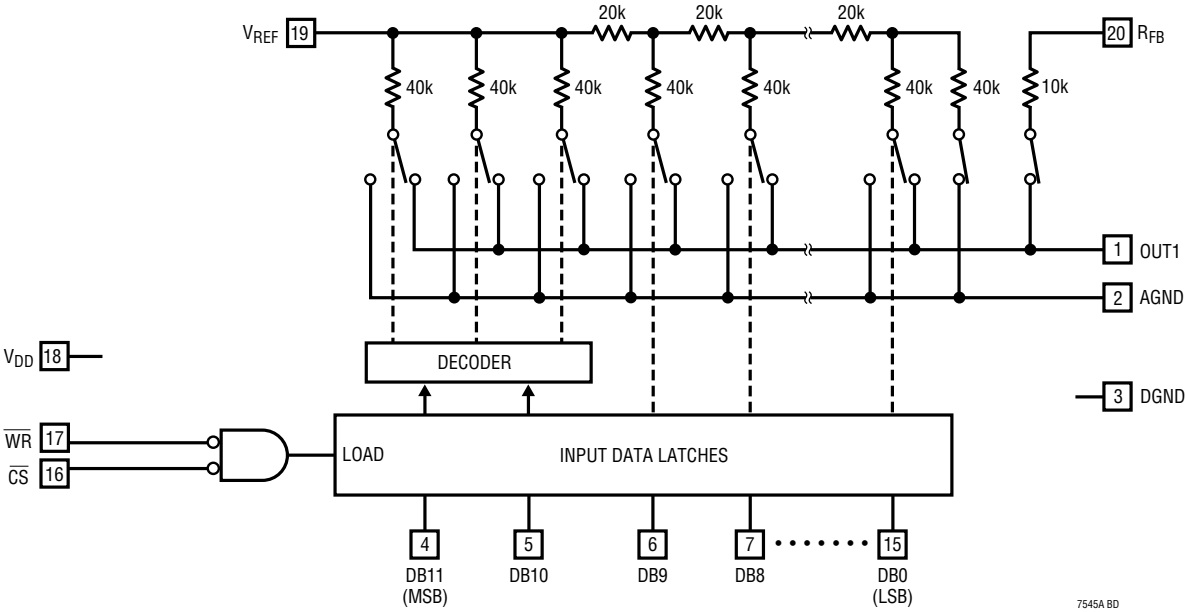 20k 20k 20k
VREF 19 20 RFB
40k 40k 40k 40k 40k 40k 40k 10k
1 OUT1
2 AGND
VDD 18 DECODER
3 DGND
WR 17
CS 16
LOAD INPUT DATA LATCHES
4 5 6 7 15
DB11 DB10 DB9 DB8 DB0
(MSB) (LSB)
7545A BD